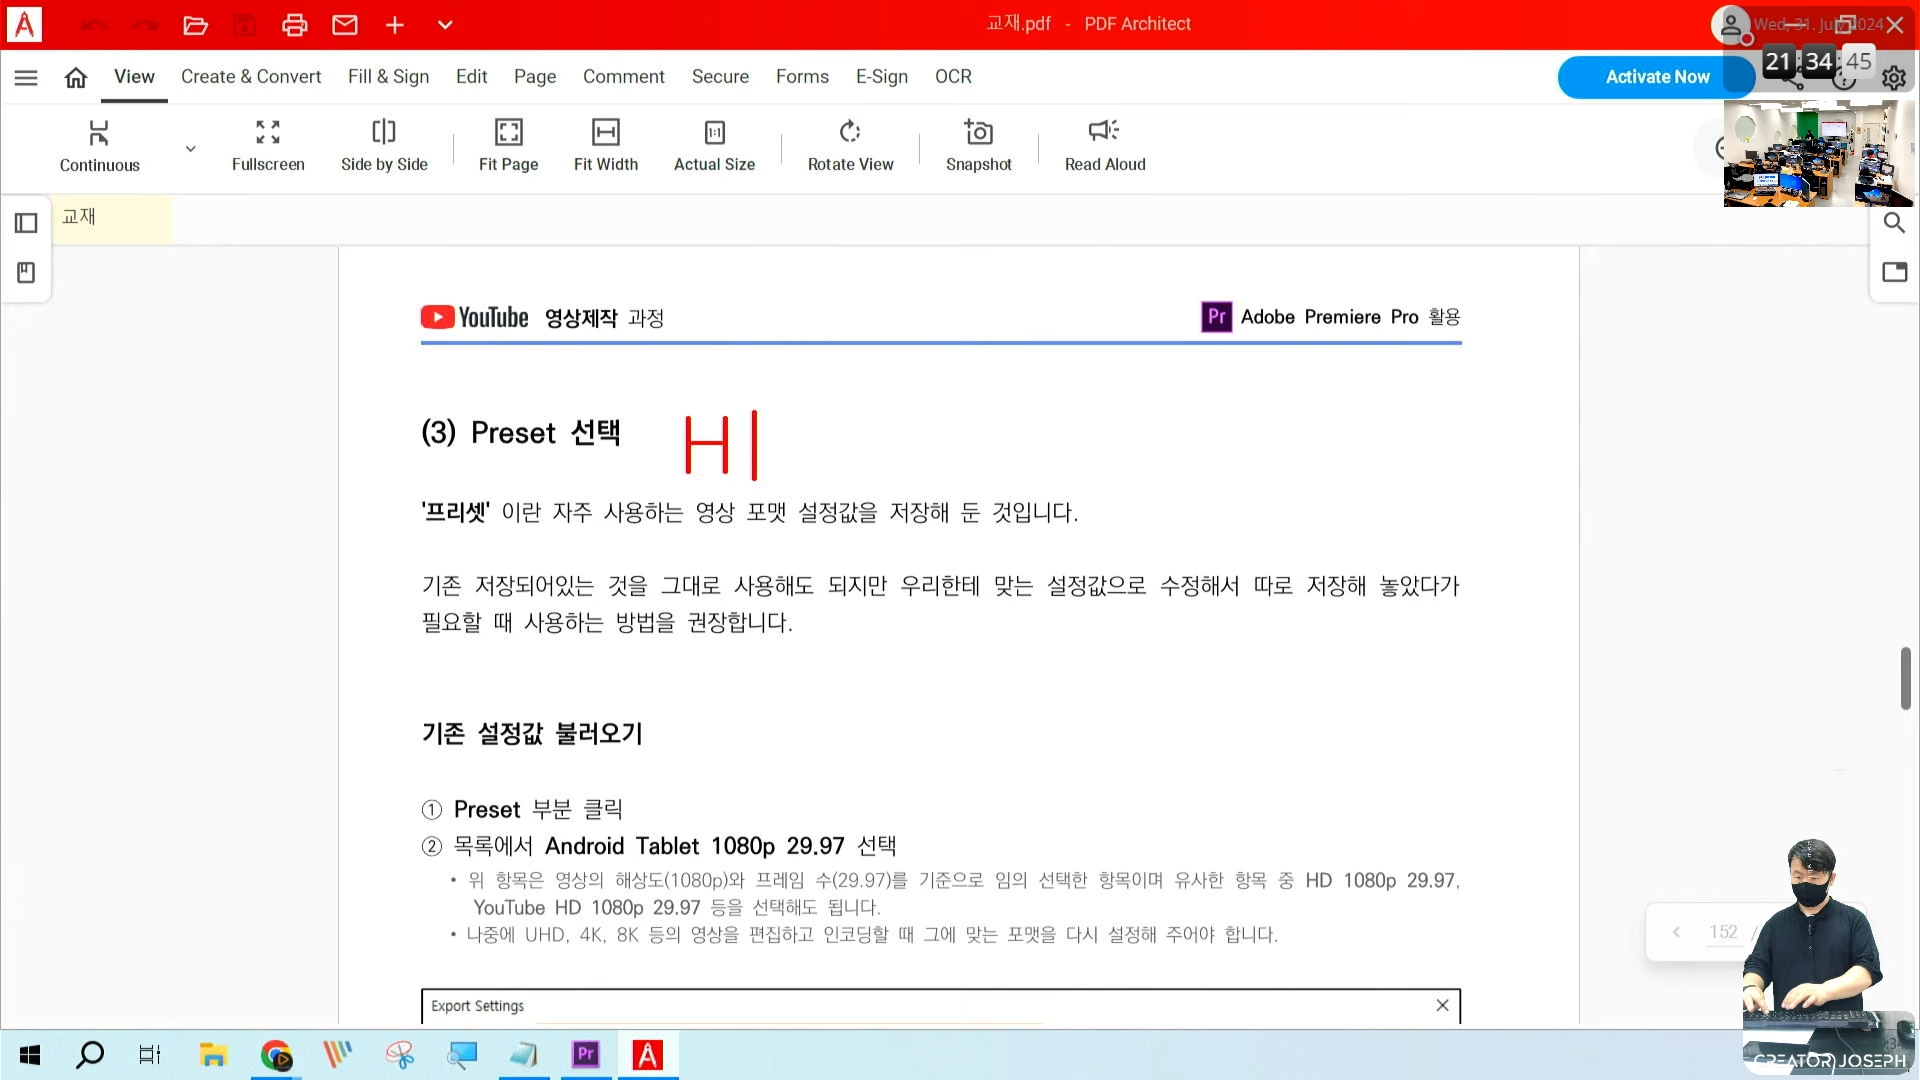 교재.pdf - PDF Architect
Wed, 31. July 2024
21 34 45
View Create & Convert Fill & Sign Edit Page Comment Secure Forms E-Sign OCR
Activate Now
Continuous Fullscreen Side by Side Fit Page Fit Width Actual Size Rotate View Snapshot Read Aloud
교재
YouTube 영상제작 과정
Pr Adobe Premiere Pro 활용
(3) Preset 선택
HI
'프리셋' 이란 자주 사용하는 영상 포맷 설정값을 저장해 둔 것입니다.
기존 저장되어있는 것을 그대로 사용해도 되지만 우리한테 맞는 설정값으로 수정해서 따로 저장해 놓았다가
필요할 때 사용하는 방법을 권장합니다.
기존 설정값 불러오기
① Preset 부분 클릭
② 목록에서 Android Tablet 1080p 29.97 선택
• 위 항목은 영상의 해상도(1080p)와 프레임 수(29.97)를 기준으로 임의 선택한 항목이며 유사한 항목 중 HD 1080p 29.97,
YouTube HD 1080p 29.97 등을 선택해도 됩니다.
• 나중에 UHD, 4K, 8K 등의 영상을 편집하고 인코딩할 때 그에 맞는 포맷을 다시 설정해 주어야 합니다.
152 /
Export Settings
Pr
CREATOR JOSEPH